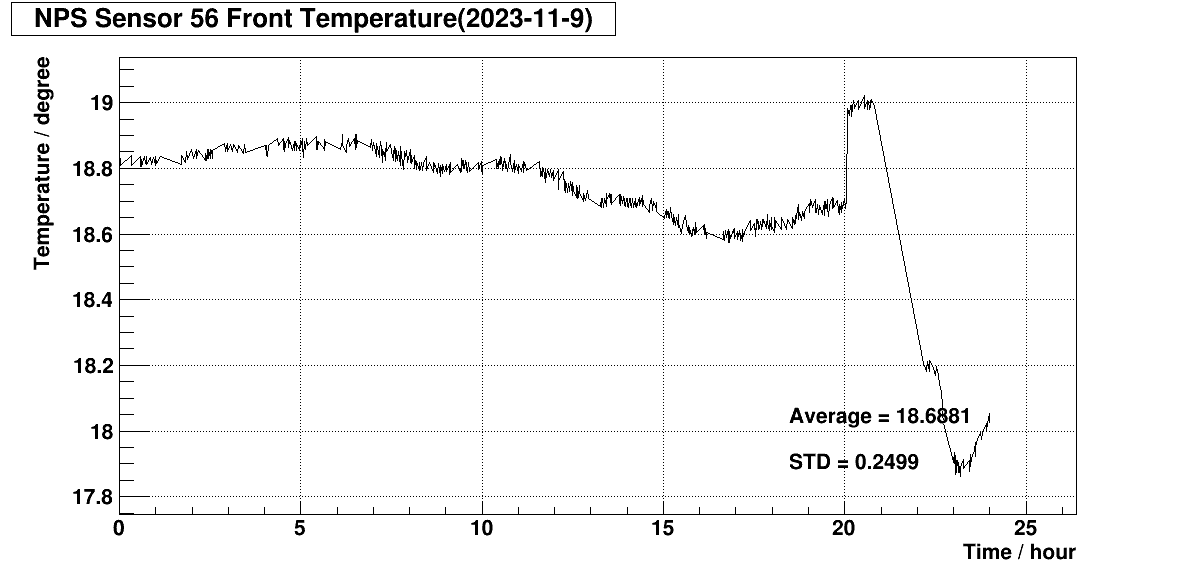 NPS Sensor 56 Front Temperature(2023-11-9)
Temperature / degree
19
18.8
18.6
18.4
18.2
18
17.8
Average = 18.6881
STD = 0.2499
0 5 10 15 20 25
Time / hour